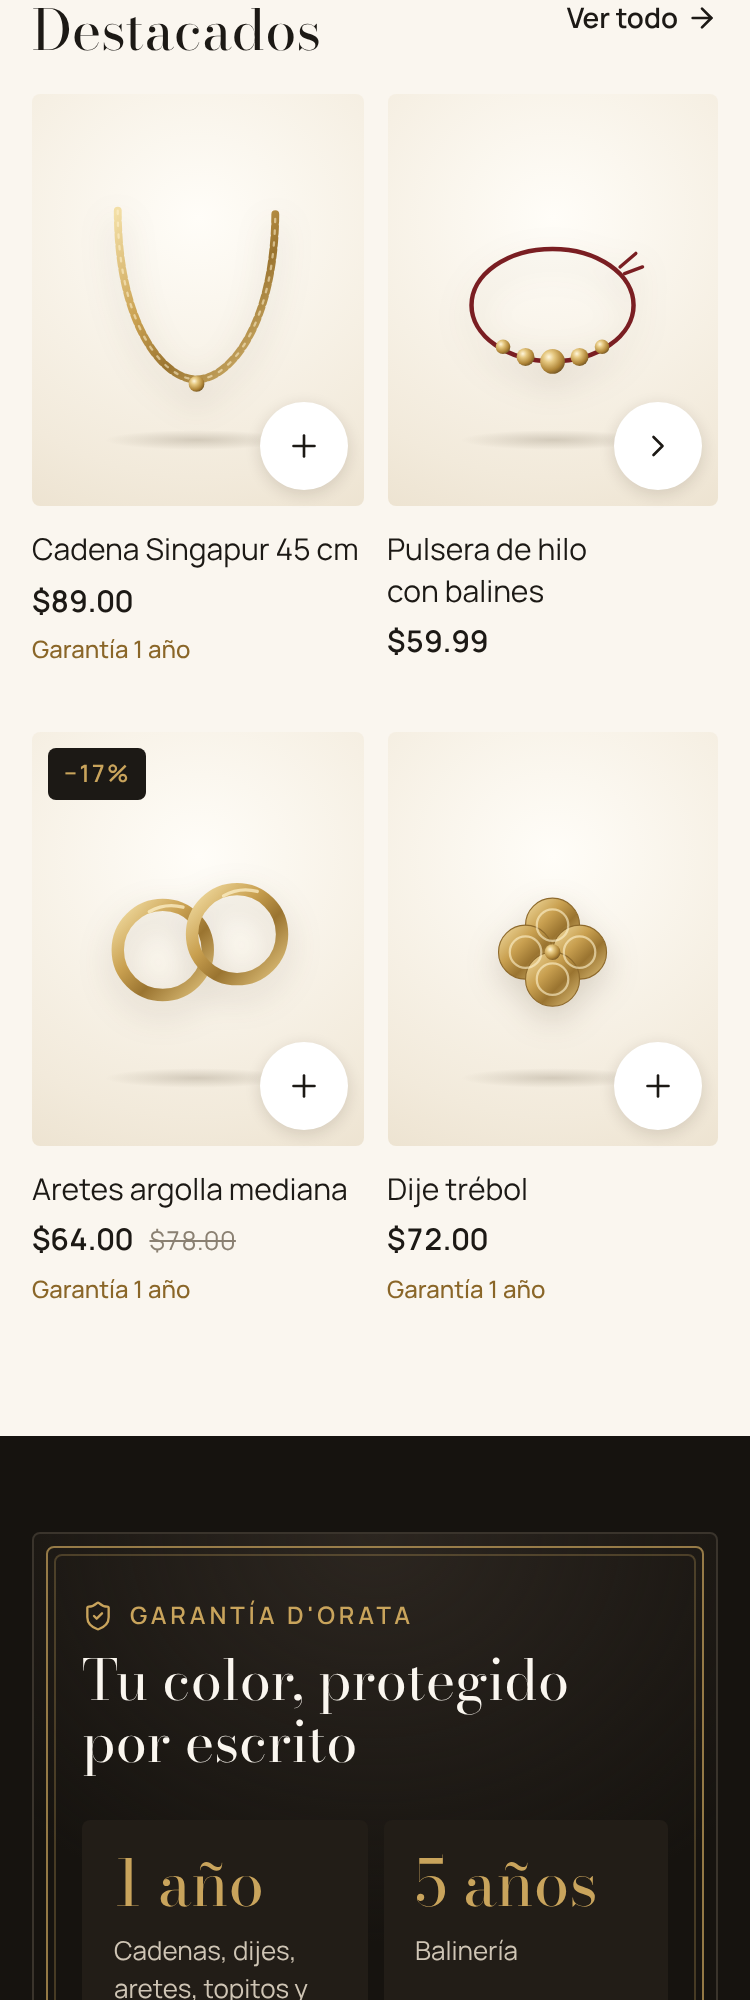 Destacados
Ver todo →
Cadena Singapur 45 cm
$89.00
Garantía 1 año
Pulsera de hilo
con balines
$59.99
−17%
Aretes argolla mediana
$64.00 $78.00
Garantía 1 año
Dije trébol
$72.00
Garantía 1 año
GARANTÍA D'ORATA
Tu color, protegido
por escrito
1 año
Cadenas, dijes,
aretes, topitos y
5 años
Balinería